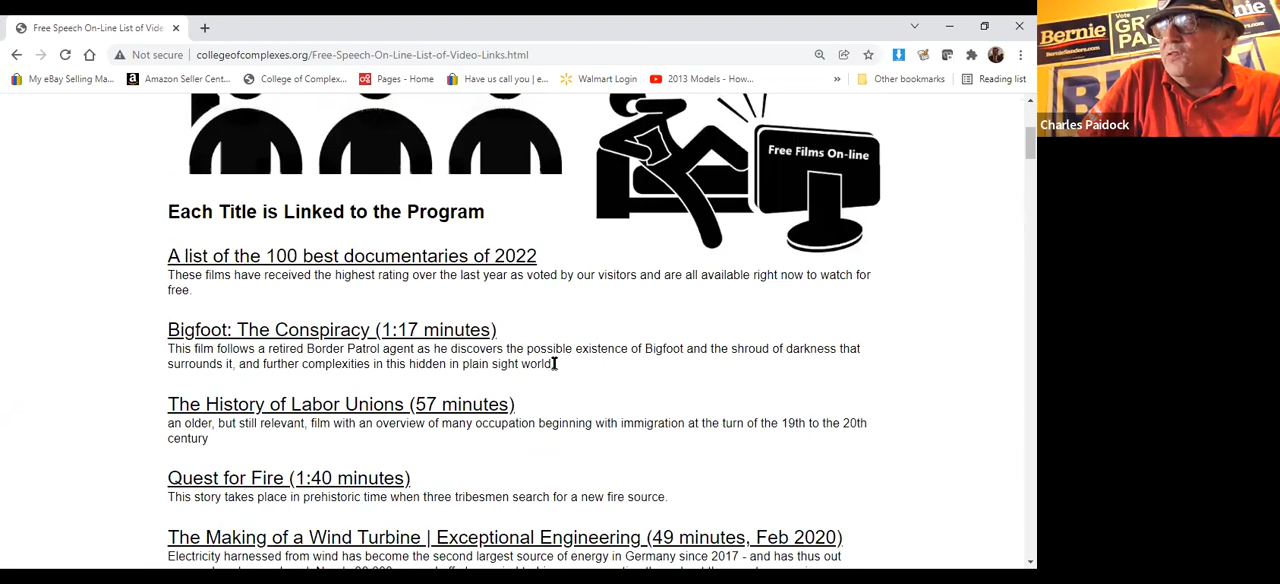 Free Speech On-Line List of Vide
Not secure
collegeofcomplexes.org/Free-Speech-On-Line-List-of-Video-Links.html
My eBay Selling Ma...
Amazon Seller Cent...
College of Complex...
Pages - Home
Have us call you | e...
Walmart Login
2013 Models - How...
»
Other bookmarks
Reading list
Free Films On-line
Each Title is Linked to the Program
A list of the 100 best documentaries of 2022
These films have received the highest rating over the last year as voted by our visitors and are all available right now to watch for
free.
Bigfoot: The Conspiracy (1:17 minutes)
This film follows a retired Border Patrol agent as he discovers the possible existence of Bigfoot and the shroud of darkness that
surrounds it, and further complexities in this hidden in plain sight world
The History of Labor Unions (57 minutes)
an older, but still relevant, film with an overview of many occupation beginning with immigration at the turn of the 19th to the 20th
century
Quest for Fire (1:40 minutes)
This story takes place in prehistoric time when three tribesmen search for a new fire source.
The Making of a Wind Turbine | Exceptional Engineering (49 minutes, Feb 2020)
Electricity harnessed from wind has become the second largest source of energy in Germany since 2017 - and has thus out
Bernie
BernieSanders.com
Vote
Charles Paidock